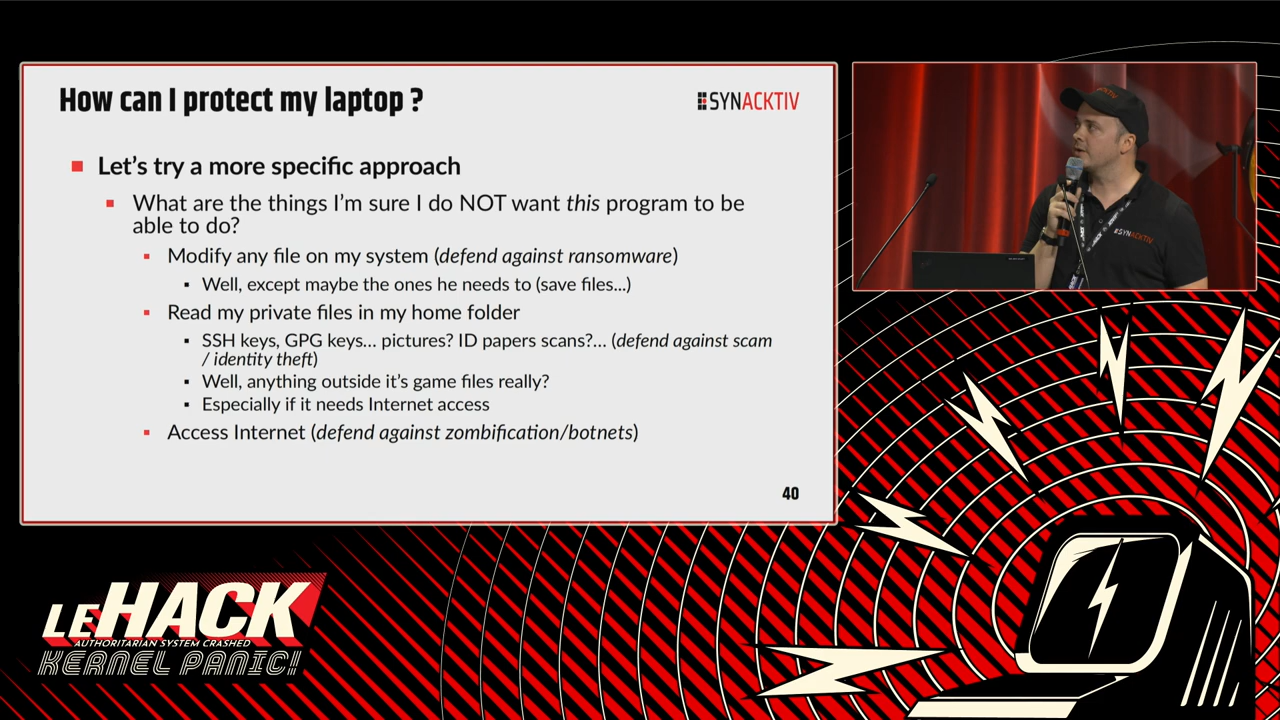 How can I protect my laptop ?
SYNACKTIV
Let's try a more specific approach
What are the things I'm sure I do NOT want this program to be
able to do?
Modify any file on my system (defend against ransomware)
Well, except maybe the ones he needs to (save files...)
Read my private files in my home folder
SSH keys, GPG keys... pictures? ID papers scans?... (defend against scam
/ identity theft)
Well, anything outside it's game files really?
Especially if it needs Internet access
Access Internet (defend against zombification/botnets)
40
SYNACKTIV
LEHACK
AUTHORITARIAN SYSTEM CRASHED
KERNEL PANIC!